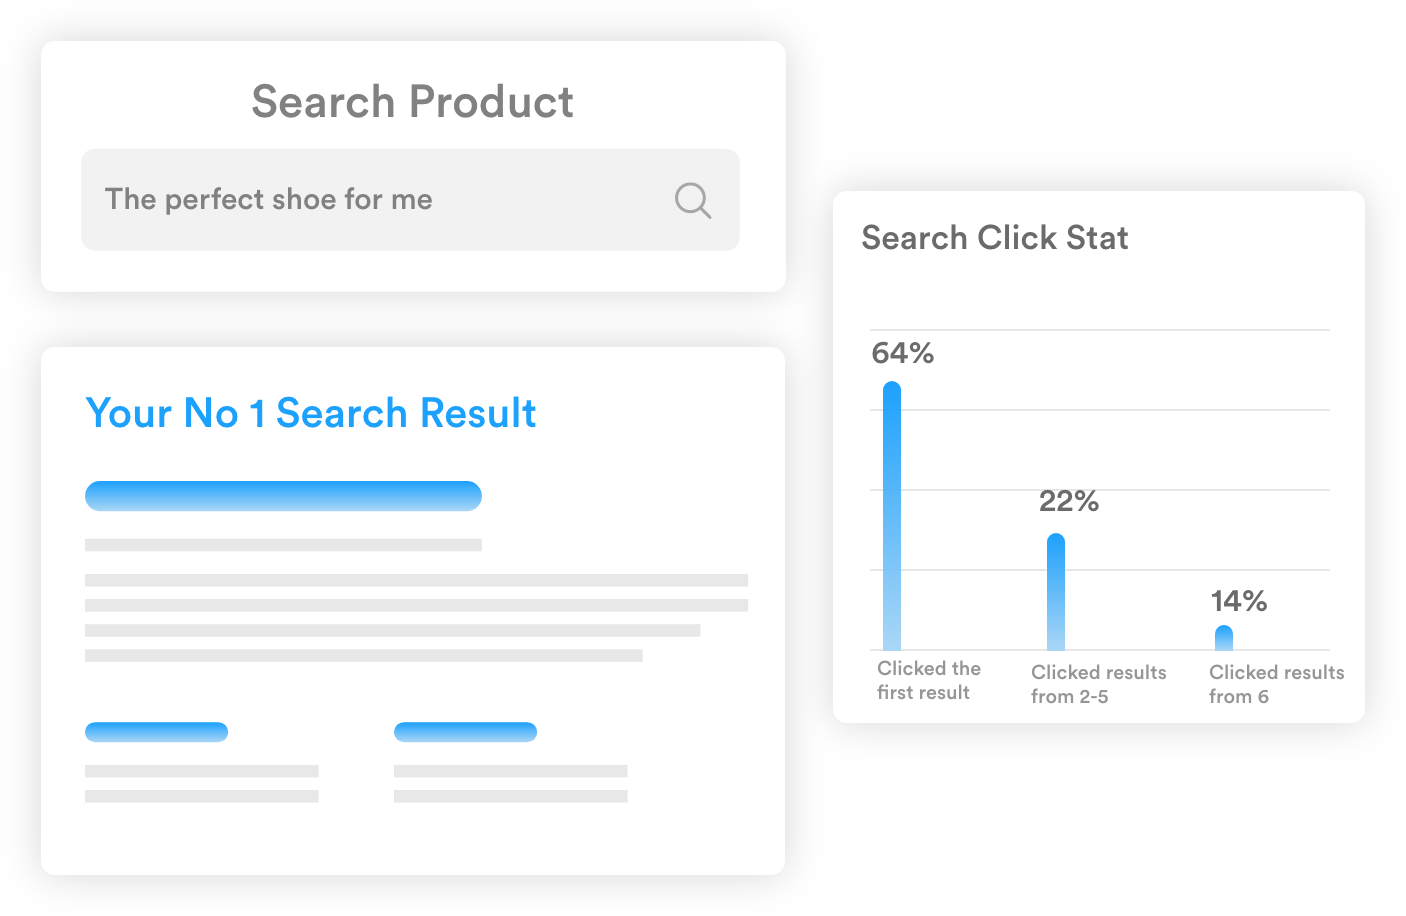 Search Product
The perfect shoe for me
Your No 1 Search Result
Search Click Stat
64%
22%
14%
Clicked the
first result
Clicked results
from 2-5
Clicked results
from 6